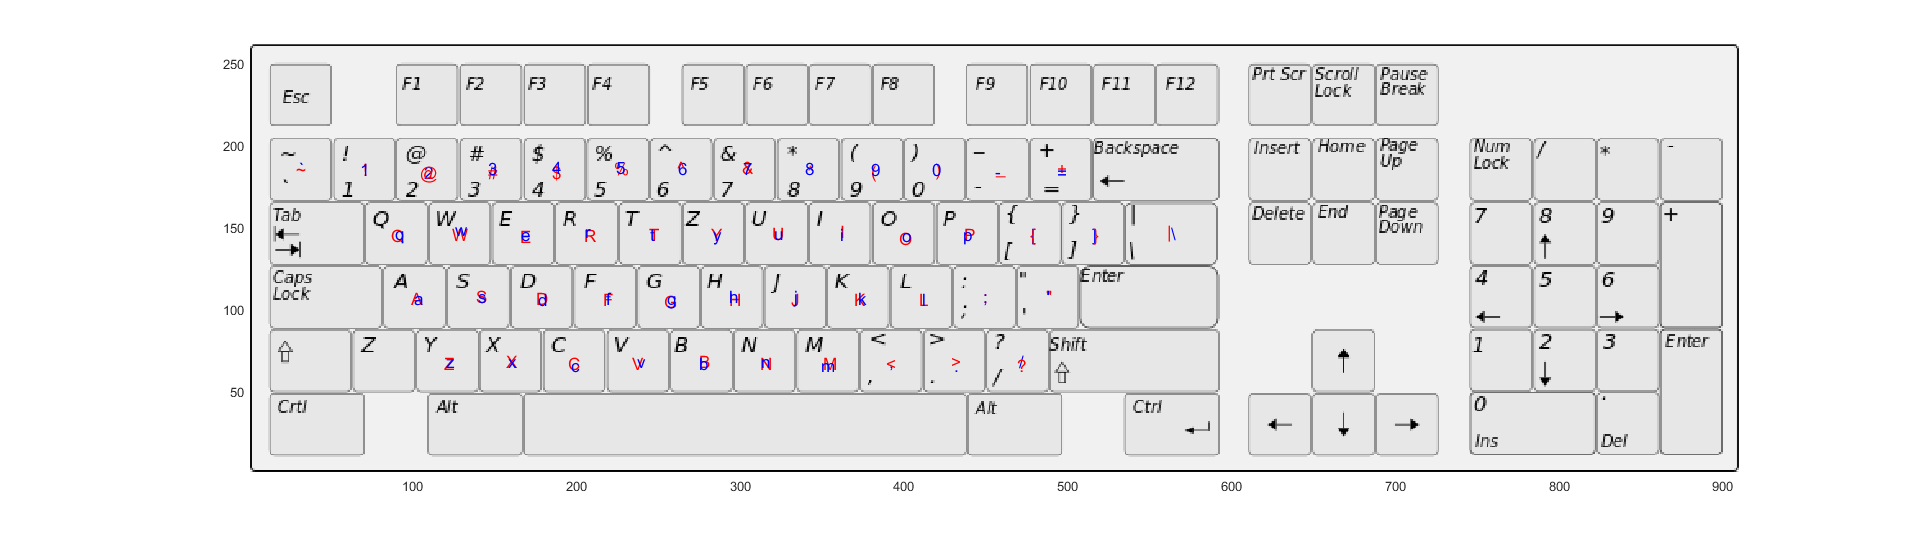 250
Esc F1 F2 F3 F4 F5 F6 F7 F8 F9 F10 F11 F12 Prt Scr Scroll Lock Pause Break
200
~ ` ~ ` ! 1 1 @ 2 @ 2 # 3 # 3 $ 4 $ 4 % 5 % 5 ^ 6 ^ 6 & 7 & 7 * 8 8 ( 9 ( 9 ) 0 ) 0 – - _ - + = + = Backspace ← Insert Home Page Up Num Lock / * -
150
Tab Q Q q W W w E E e R R r T T t Z Y y U U u I I i O O o P P p { [ { } ] } | \ | \ Delete End Page Down 7 8 ↑ 9 +
Caps Lock A A a S S s D D d F F f G G g H H h J J j K K k L L l : ; ; " ' " Enter 4 ← 5 6 →
100
⇧ Z Y Z z X X x C C c V V v B B b N N n M M m < , < , > . > . ? / ? / Shift ⇧ ↑ 1 2 ↓ 3 Enter
50
Crtl Alt Alt Ctrl ← ↓ → 0 Ins . Del
100 200 300 400 500 600 700 800 900